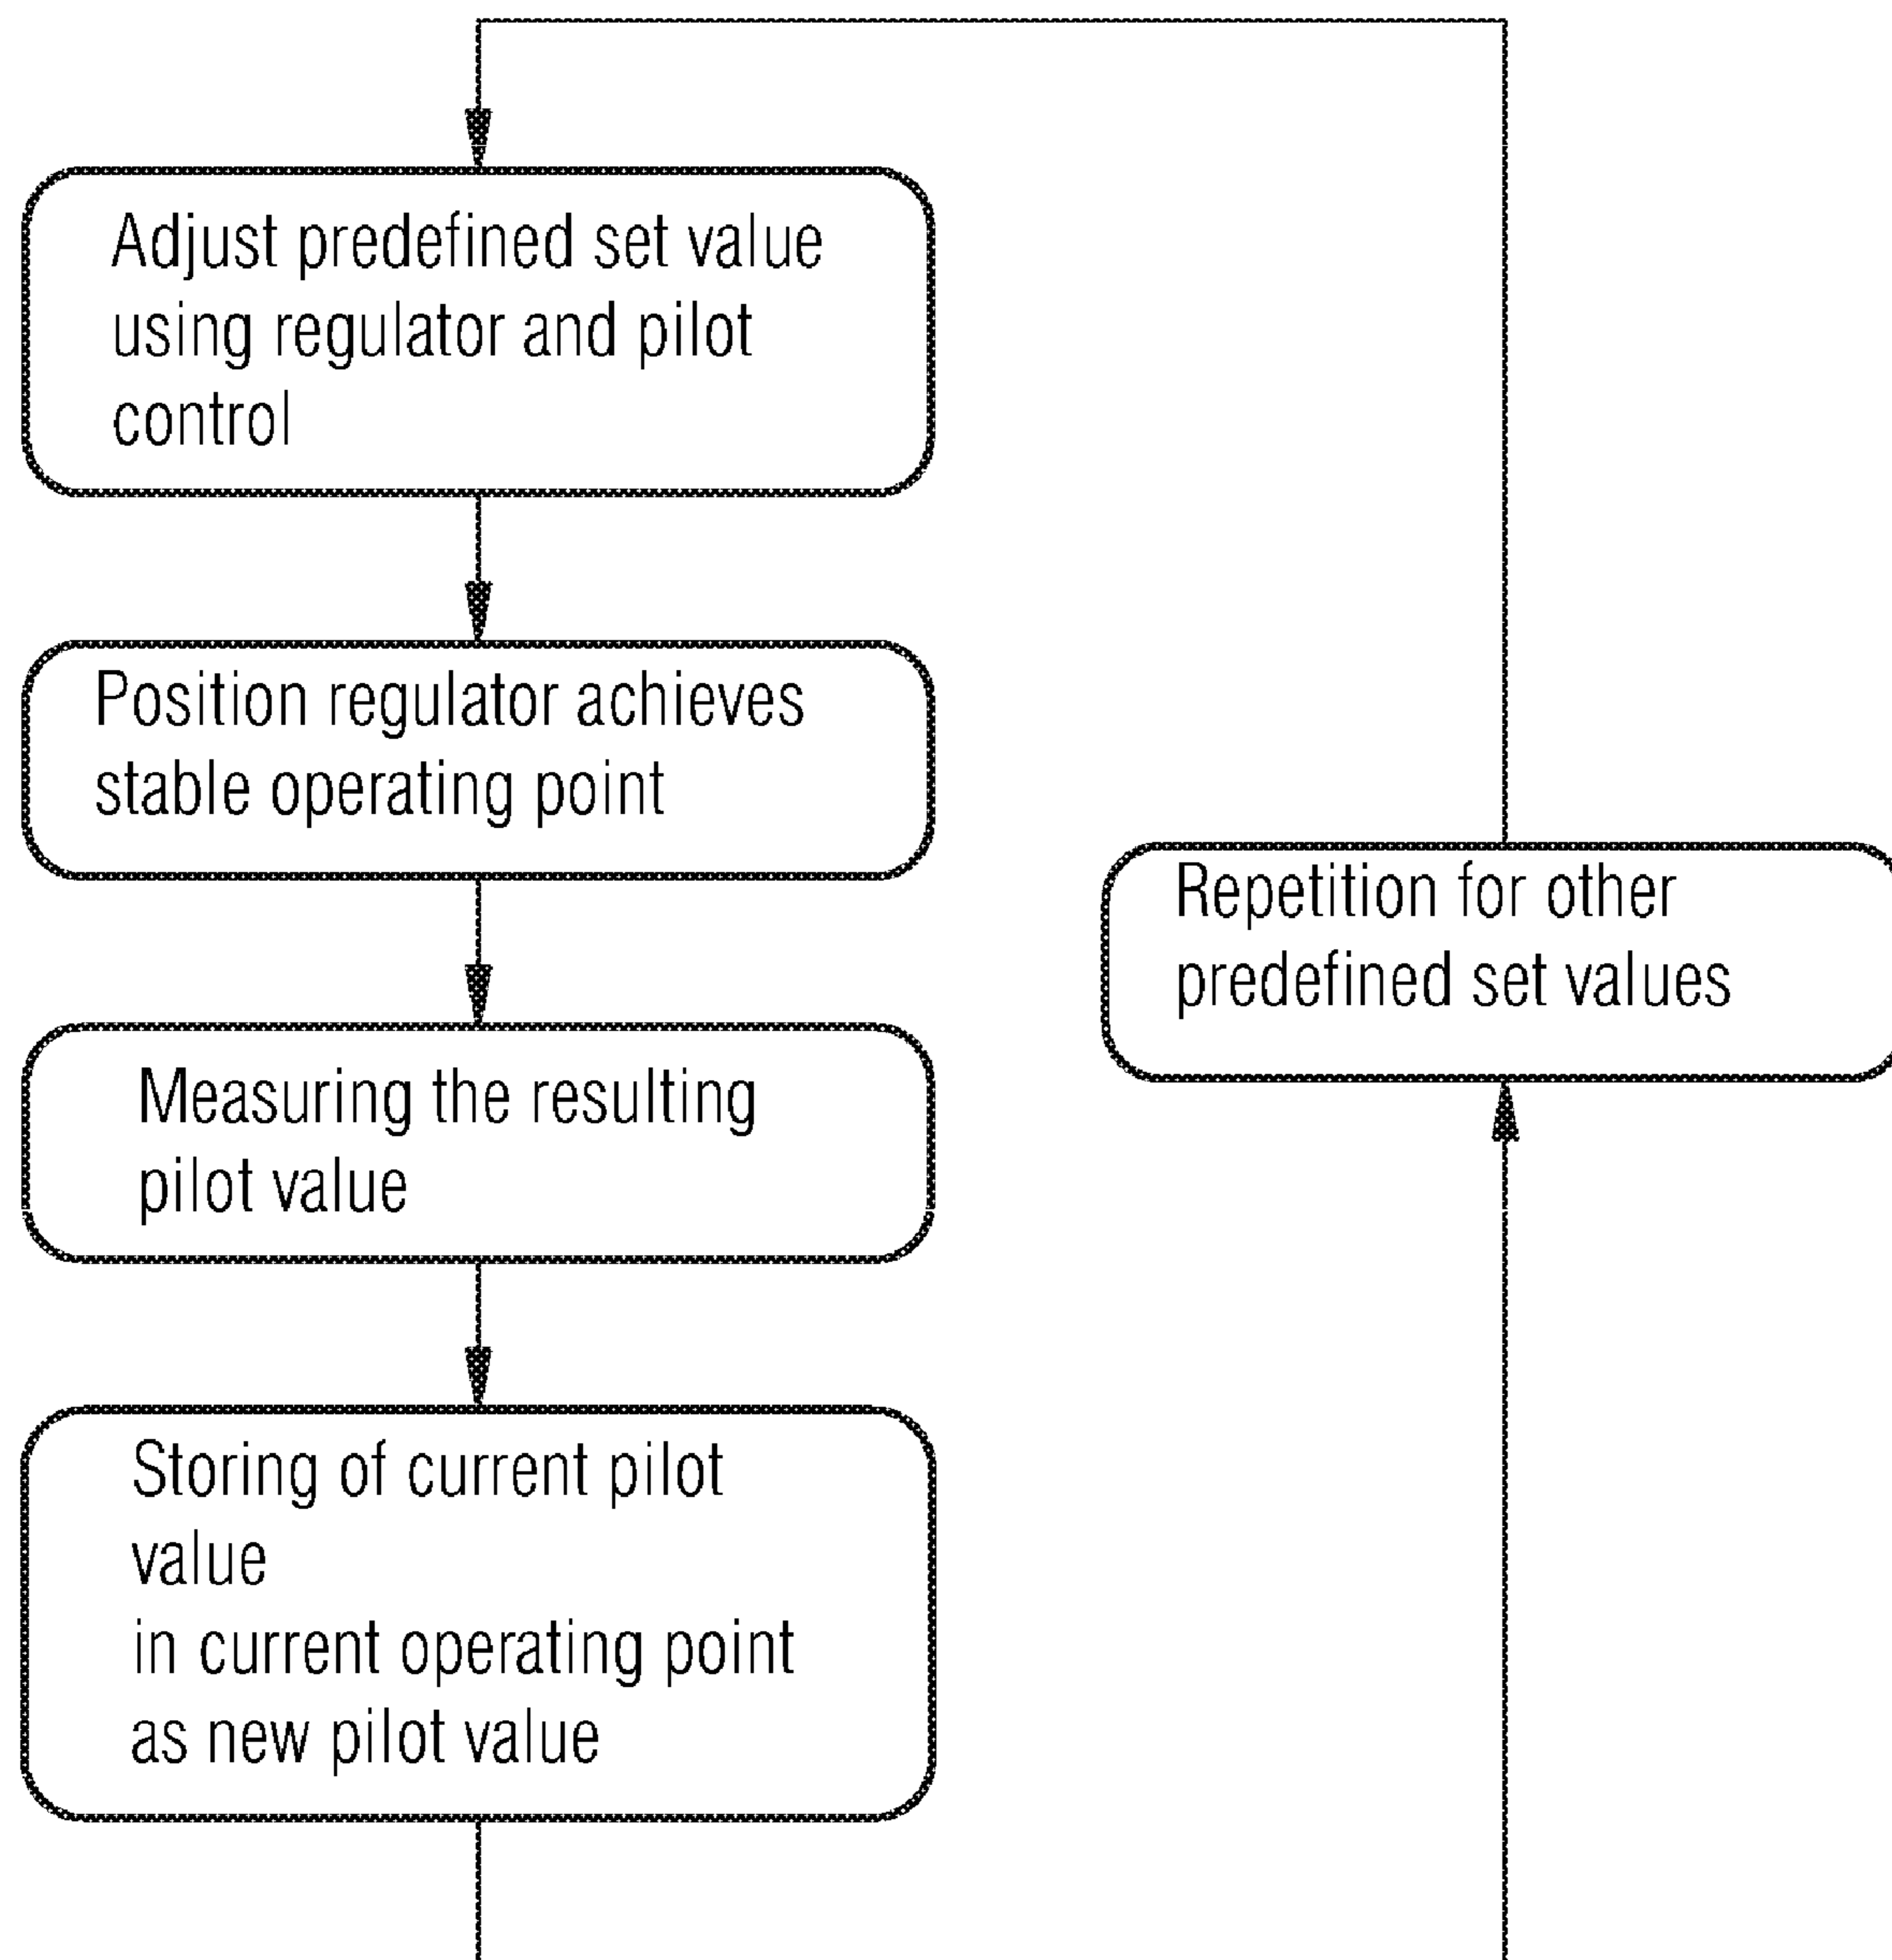 Adjust predefined set value
using regulator and pilot
control
Position regulator achieves
stable operating point
Measuring the resulting
pilot value
Storing of current pilot
value
in current operating point
as new pilot value
Repetition for other
predefined set values